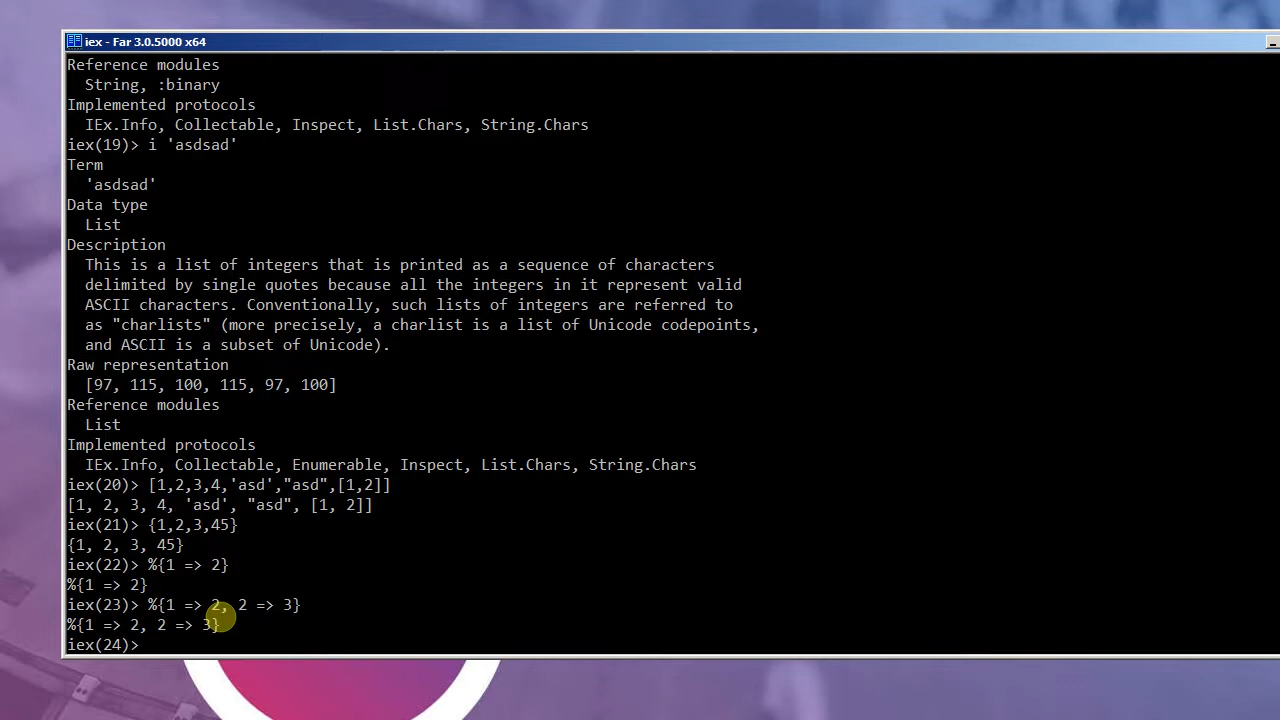 iex - Far 3.0.5000 x64
Reference modules
String, :binary
Implemented protocols
IEx.Info, Collectable, Inspect, List.Chars, String.Chars
iex(19)> i 'asdsad'
Term
'asdsad'
Data type
List
Description
This is a list of integers that is printed as a sequence of characters
delimited by single quotes because all the integers in it represent valid
ASCII characters. Conventionally, such lists of integers are referred to
as "charlists" (more precisely, a charlist is a list of Unicode codepoints,
and ASCII is a subset of Unicode).
Raw representation
[97, 115, 100, 115, 97, 100]
Reference modules
List
Implemented protocols
IEx.Info, Collectable, Enumerable, Inspect, List.Chars, String.Chars
iex(20)> [1,2,3,4,'asd',"asd",[1,2]]
[1, 2, 3, 4, 'asd', "asd", [1, 2]]
iex(21)> {1,2,3,45}
{1, 2, 3, 45}
iex(22)> %{1 => 2}
%{1 => 2}
iex(23)> %{1 => 2, 2 => 3}
%{1 => 2, 2 => 3}
iex(24)>